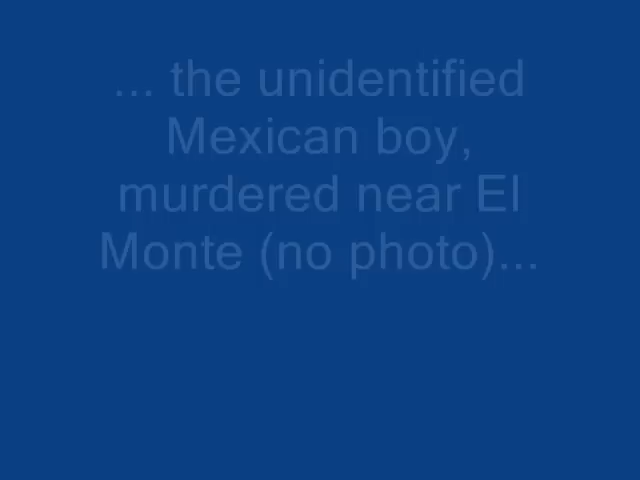 ... the unidentified
Mexican boy,
murdered near El
Monte (no photo)...